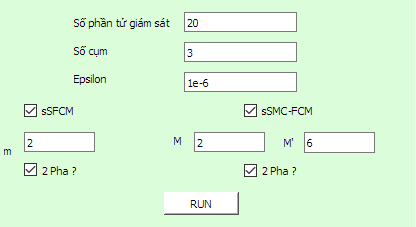 Số phần tử giám sát 20
Số cụm 3
Epsilon 1e-6
sSFCM sSMC-FCM
m 2 M 2 M' 6
2 Pha ? 2 Pha ?
RUN